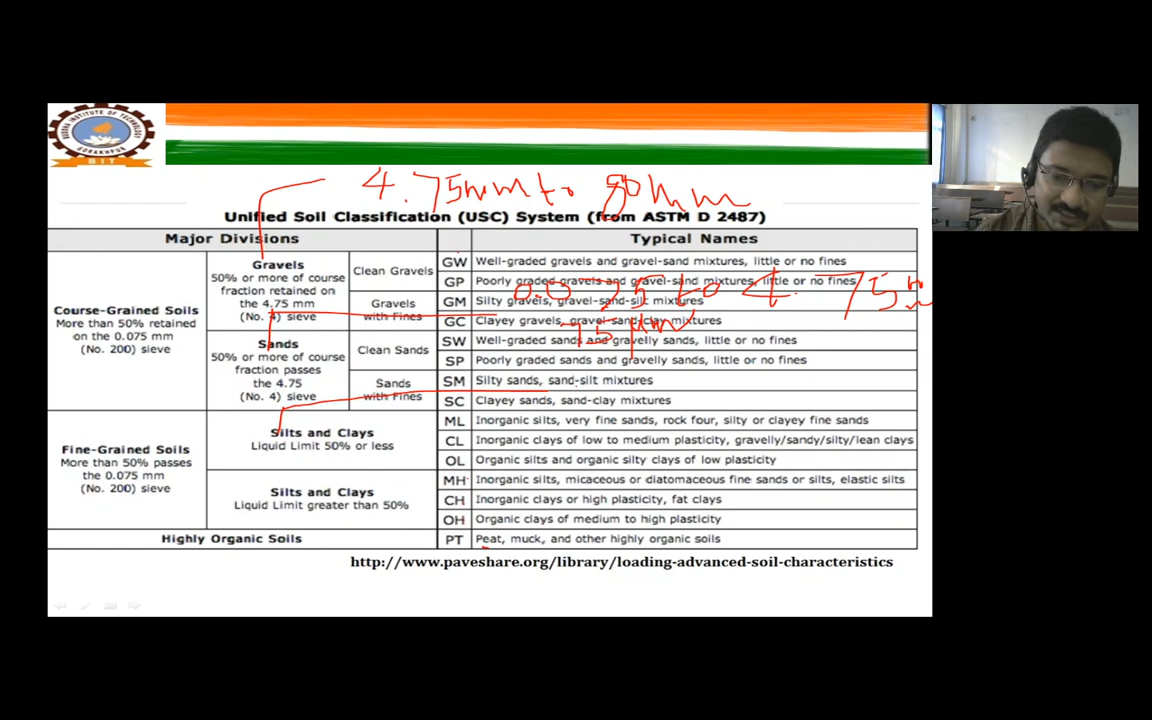 BUDDHA INSTITUTE OF TECHNOLOGY
GORAKHPUR
BIT
4.75mm to 80mm
Unified Soil Classification (USC) System (from ASTM D 2487)
Major Divisions
Typical Names
Course-Grained Soils
More than 50% retained
on the 0.075 mm
(No. 200) sieve
Gravels
50% or more of course
fraction retained on
the 4.75 mm
(No. 4) sieve
Clean Gravels
GW Well-graded gravels and gravel-sand mixtures, little or no fines
GP Poorly graded gravels and gravel-sand mixtures, little or no fines
0.075 to 4.75m
Gravels
with Fines
GM Silty gravels, gravel-sand-silt mixtures
GC Clayey gravels, gravel-sand-clay mixtures
75 μm
Sands
50% or more of course
fraction passes
the 4.75
(No. 4) sieve
Clean Sands
SW Well-graded sands and gravelly sands, little or no fines
SP Poorly graded sands and gravelly sands, little or no fines
Sands
with Fines
SM Silty sands, sand-silt mixtures
SC Clayey sands, sand-clay mixtures
Fine-Grained Soils
More than 50% passes
the 0.075 mm
(No. 200) sieve
Silts and Clays
Liquid Limit 50% or less
ML Inorganic silts, very fine sands, rock four, silty or clayey fine sands
CL Inorganic clays of low to medium plasticity, gravelly/sandy/silty/lean clays
OL Organic silts and organic silty clays of low plasticity
Silts and Clays
Liquid Limit greater than 50%
MH Inorganic silts, micaceous or diatomaceous fine sands or silts, elastic silts
CH Inorganic clays or high plasticity, fat clays
OH Organic clays of medium to high plasticity
Highly Organic Soils
PT Peat, muck, and other highly organic soils
http://www.paveshare.org/library/loading-advanced-soil-characteristics